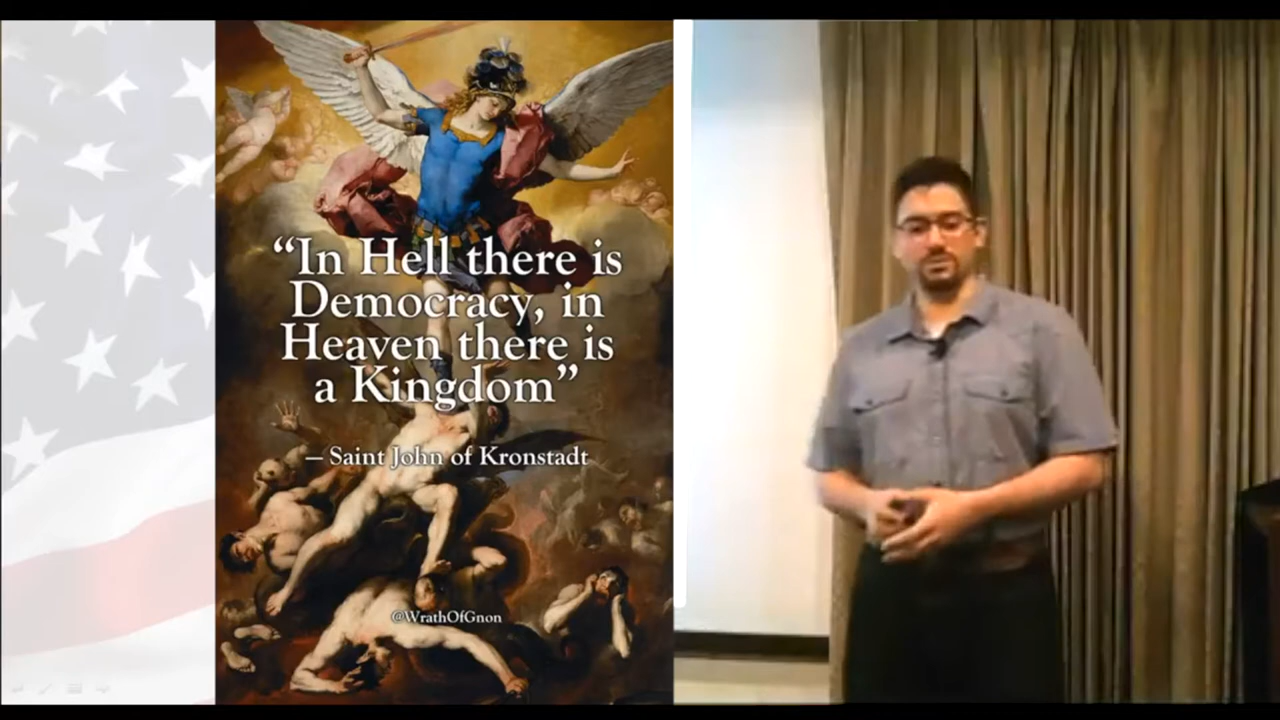 “In Hell there is
Democracy, in
Heaven there is
a Kingdom”
– Saint John of Kronstadt
@WrathOfGnon